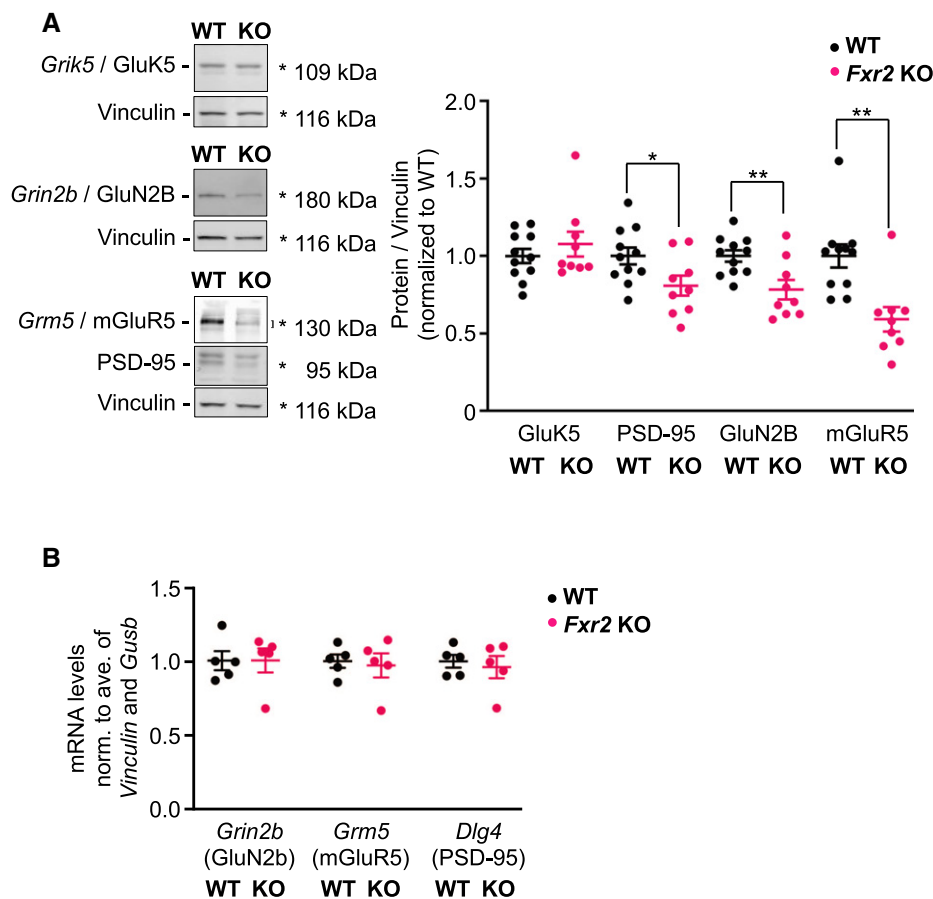 A
WT KO
Grik5 / GluK5 - * 109 kDa
Vinculin - * 116 kDa
WT KO
Grin2b / GluN2B - * 180 kDa
Vinculin - * 116 kDa
WT KO
Grm5 / mGluR5 - * 130 kDa
PSD-95 - * 95 kDa
Vinculin - * 116 kDa
WT
Fxr2 KO
Protein / Vinculin
(normalized to WT)
2.0
1.5
1.0
0.5
0
* ** **
GluK5 PSD-95 GluN2B mGluR5
WT KO WT KO WT KO WT KO
B
WT
Fxr2 KO
mRNA levels
norm. to ave. of
Vinculin and Gusb
1.5
1.0
0.5
0.0
Grin2b Grm5 Dlg4
(GluN2b) (mGluR5) (PSD-95)
WT KO WT KO WT KO